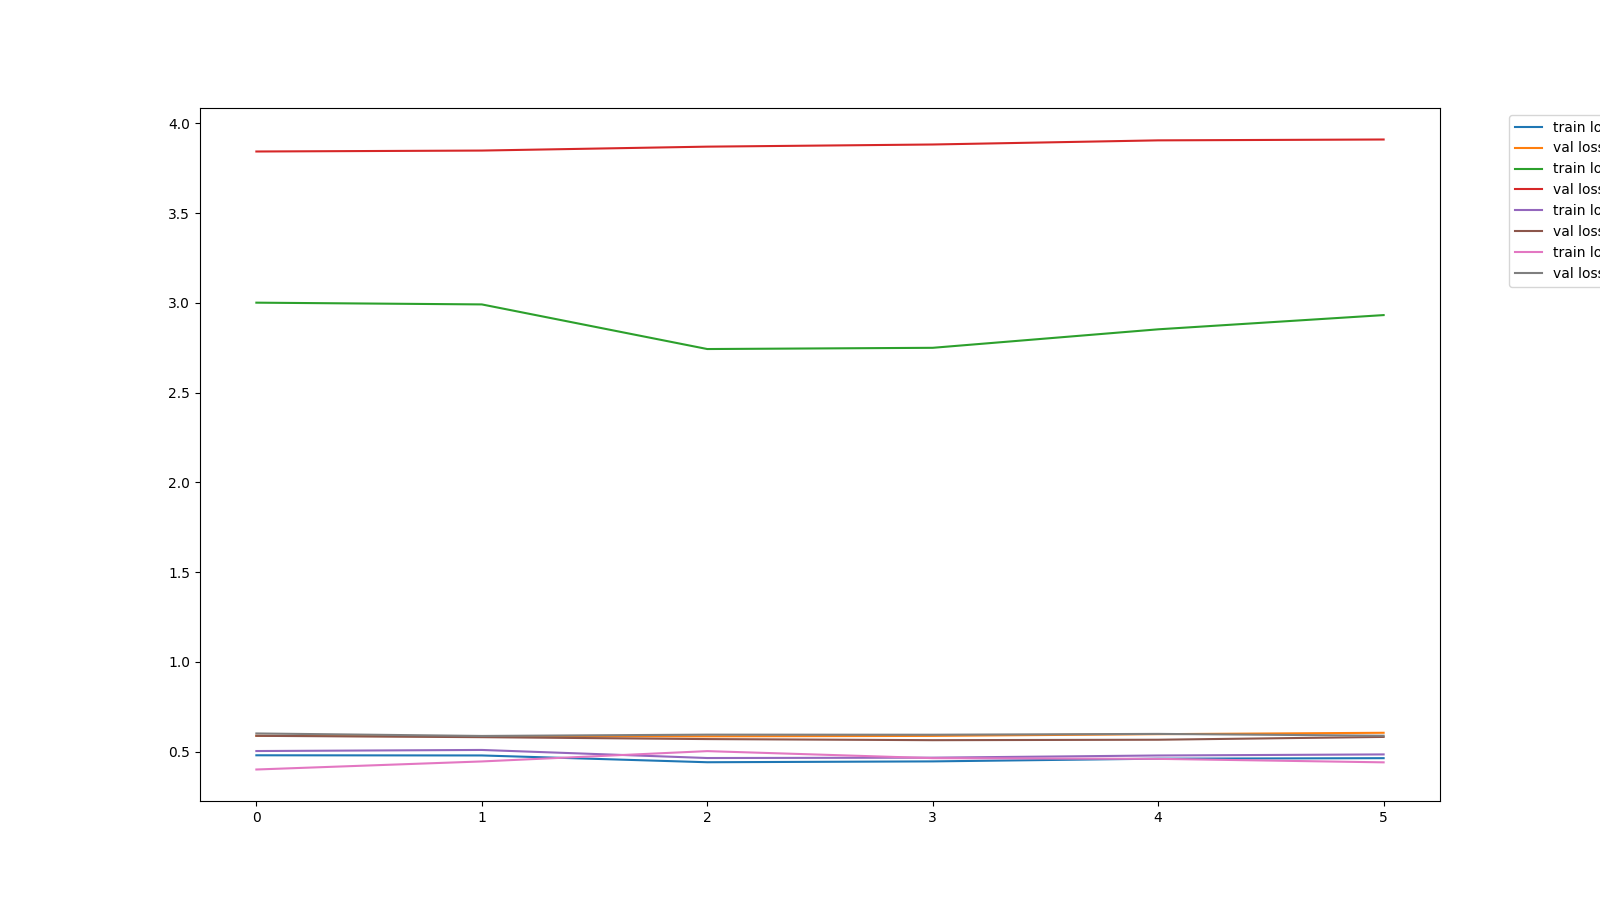 4.0
3.5
3.0
2.5
2.0
1.5
1.0
0.5
0 1 2 3 4 5
train lo
val loss
train lo
val loss
train lo
val loss
train lo
val loss